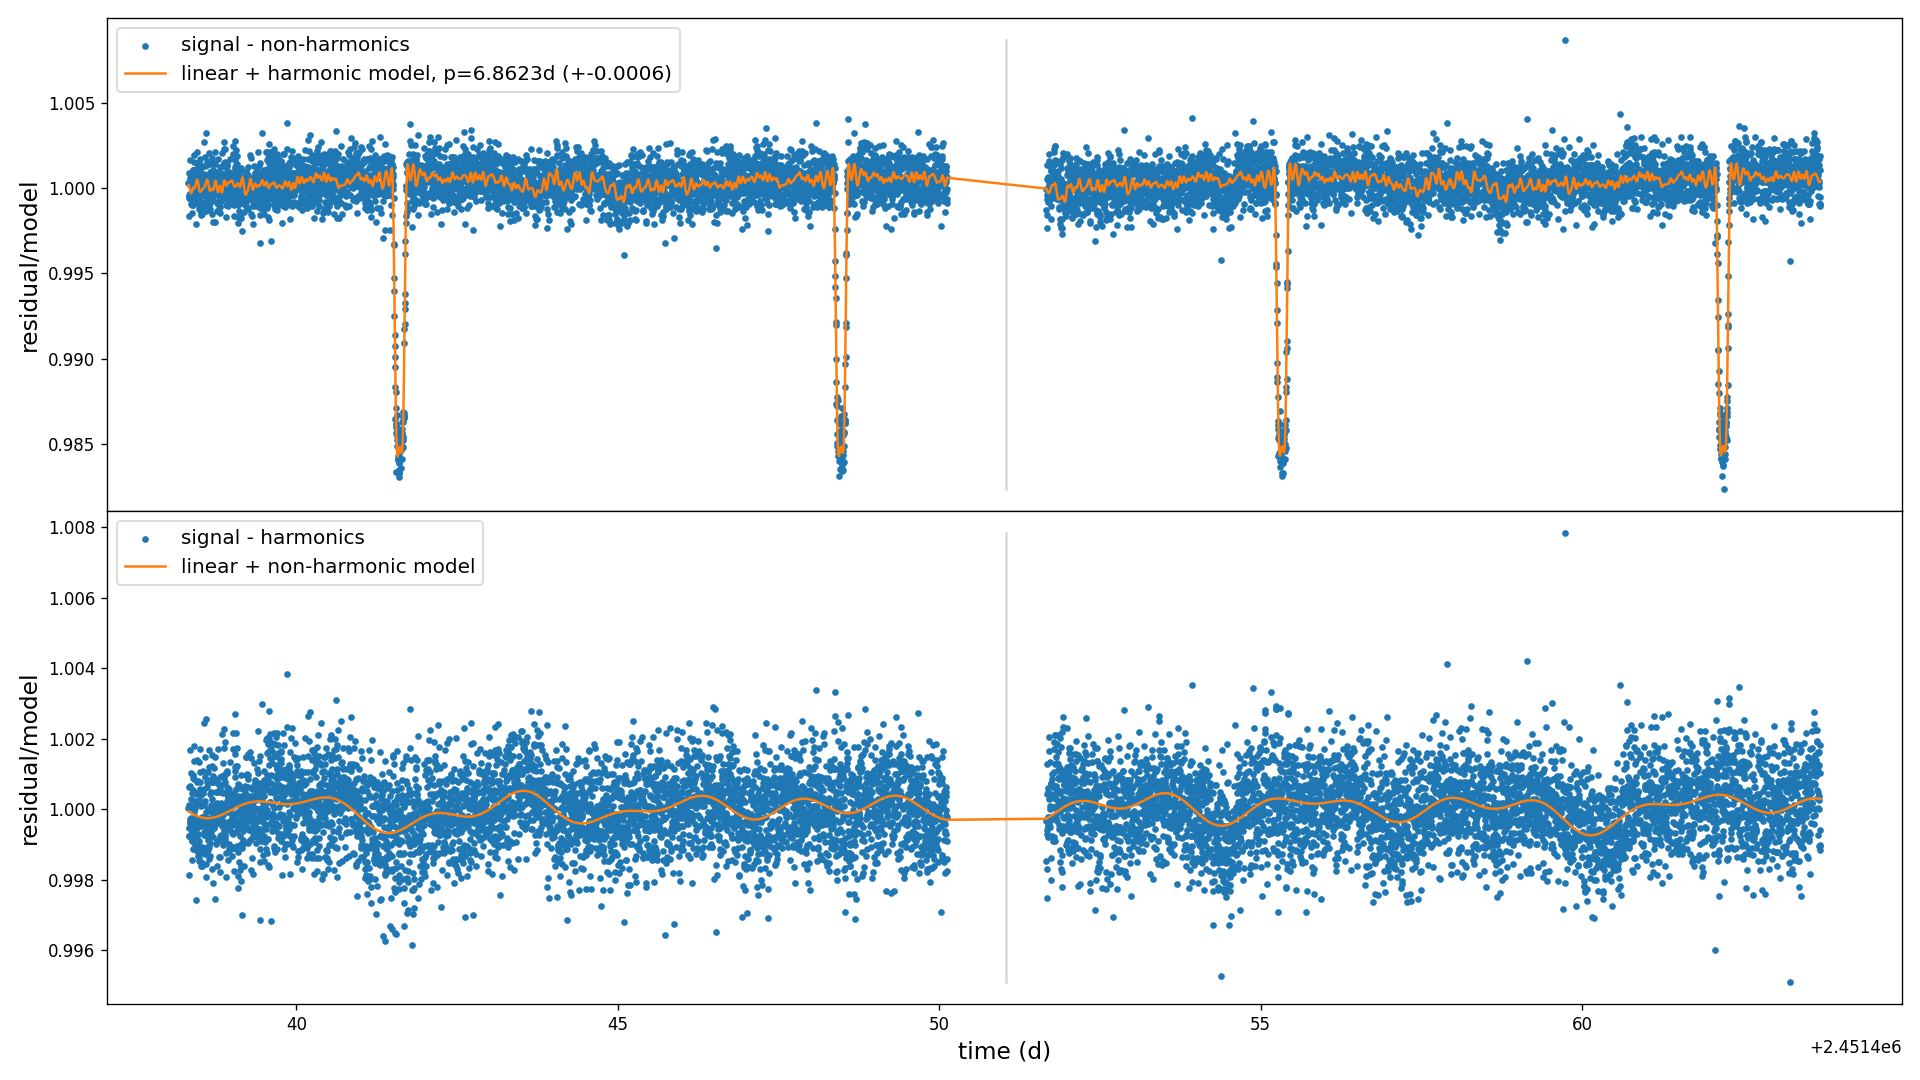 signal - non-harmonics
linear + harmonic model, p=6.8623d (+-0.0006)
1.005
1.000
0.995
0.990
0.985
residual/model
signal - harmonics
linear + non-harmonic model
1.008
1.006
1.004
1.002
1.000
0.998
0.996
residual/model
40
45
50
55
60
time (d)
+2.4514e6